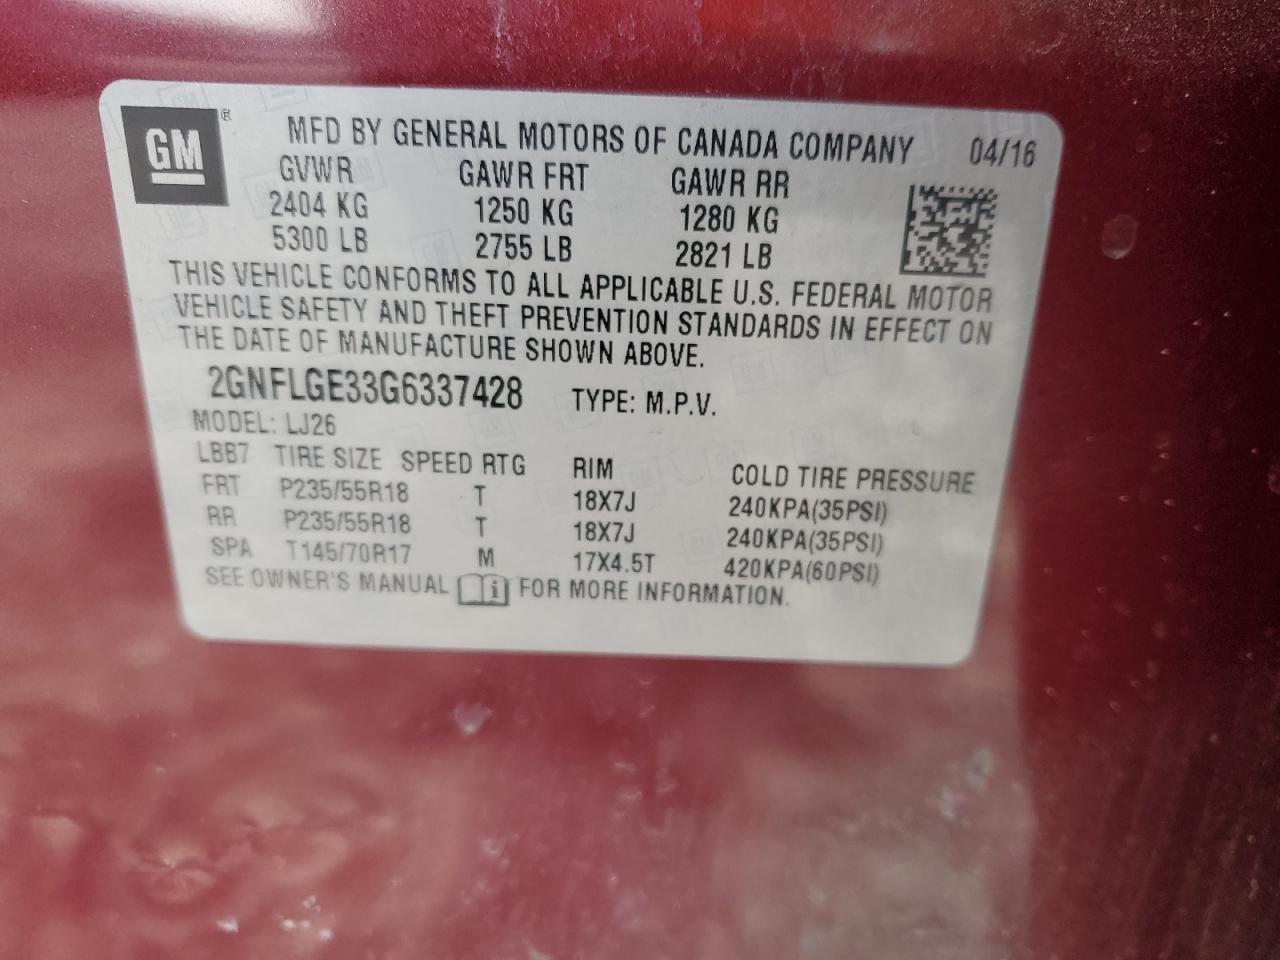 GM ®
MFD BY GENERAL MOTORS OF CANADA COMPANY 04/16
GVWR GAWR FRT GAWR RR
2404 KG 1250 KG 1280 KG
5300 LB 2755 LB 2821 LB
THIS VEHICLE CONFORMS TO ALL APPLICABLE U.S. FEDERAL MOTOR
VEHICLE SAFETY AND THEFT PREVENTION STANDARDS IN EFFECT ON
THE DATE OF MANUFACTURE SHOWN ABOVE.
2GNFLGE33G6337428 TYPE: M.P.V.
MODEL: LJ26
LBB7 TIRE SIZE SPEED RTG RIM COLD TIRE PRESSURE
FRT P235/55R18 T 18X7J 240KPA(35PSI)
RR P235/55R18 T 18X7J 240KPA(35PSI)
SPA T145/70R17 M 17X4.5T 420KPA(60PSI)
SEE OWNER'S MANUAL i FOR MORE INFORMATION.